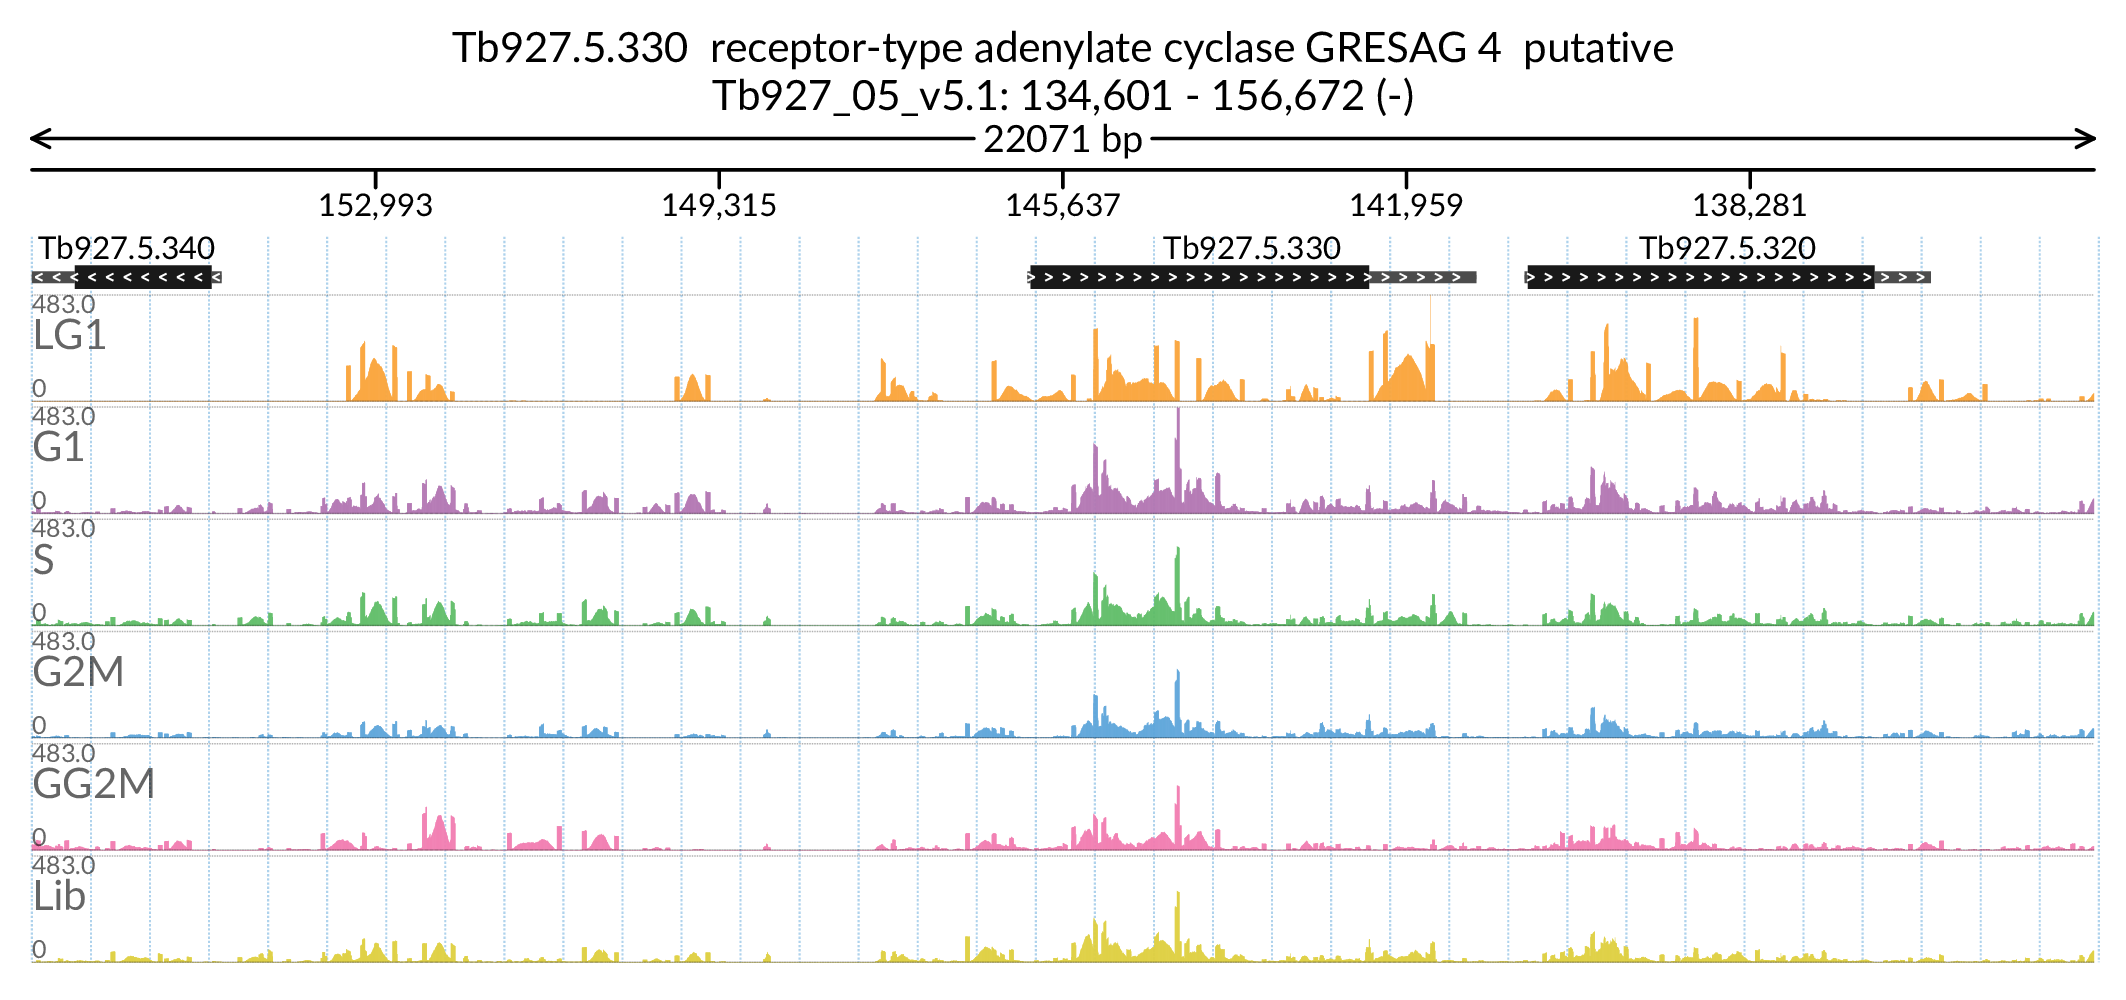 Tb927.5.330 receptor-type adenylate cyclase GRESAG 4 putative
Tb927_05_v5.1: 134,601 - 156,672 (-)
22071 bp
152,993 149,315 145,637 141,959 138,281
Tb927.5.340 Tb927.5.330 Tb927.5.320
483.0
LG1
0
483.0
G1
0
483.0
S
0
483.0
G2M
0
483.0
GG2M
0
483.0
Lib
0